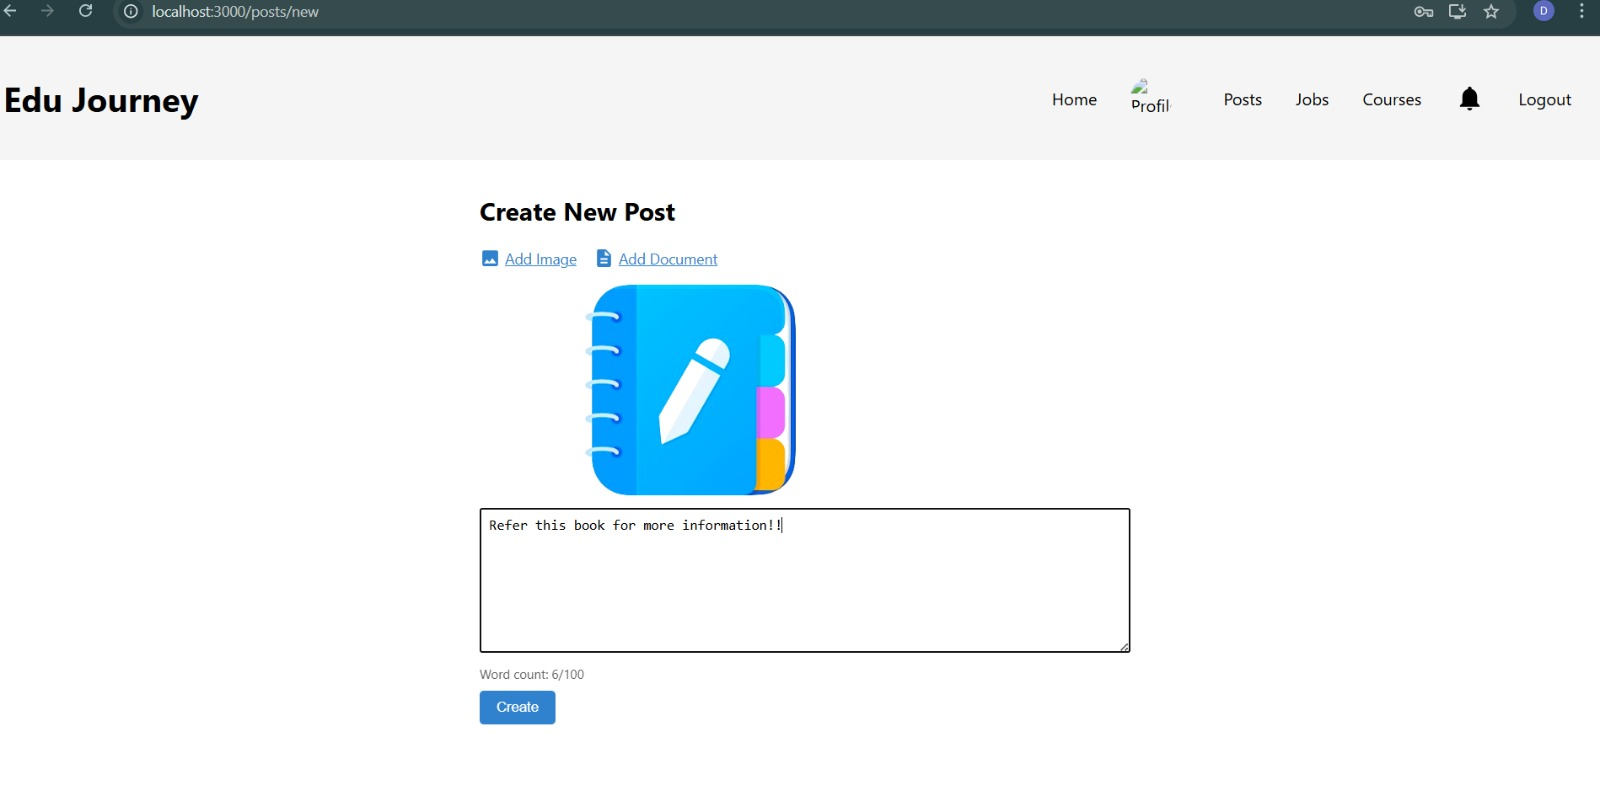 localhost:3000/posts/new
D
Edu Journey
Home
Profil
Posts
Jobs
Courses
Logout
Create New Post
Add Image
Add Document
Refer this book for more information!!
Word count: 6/100
Create